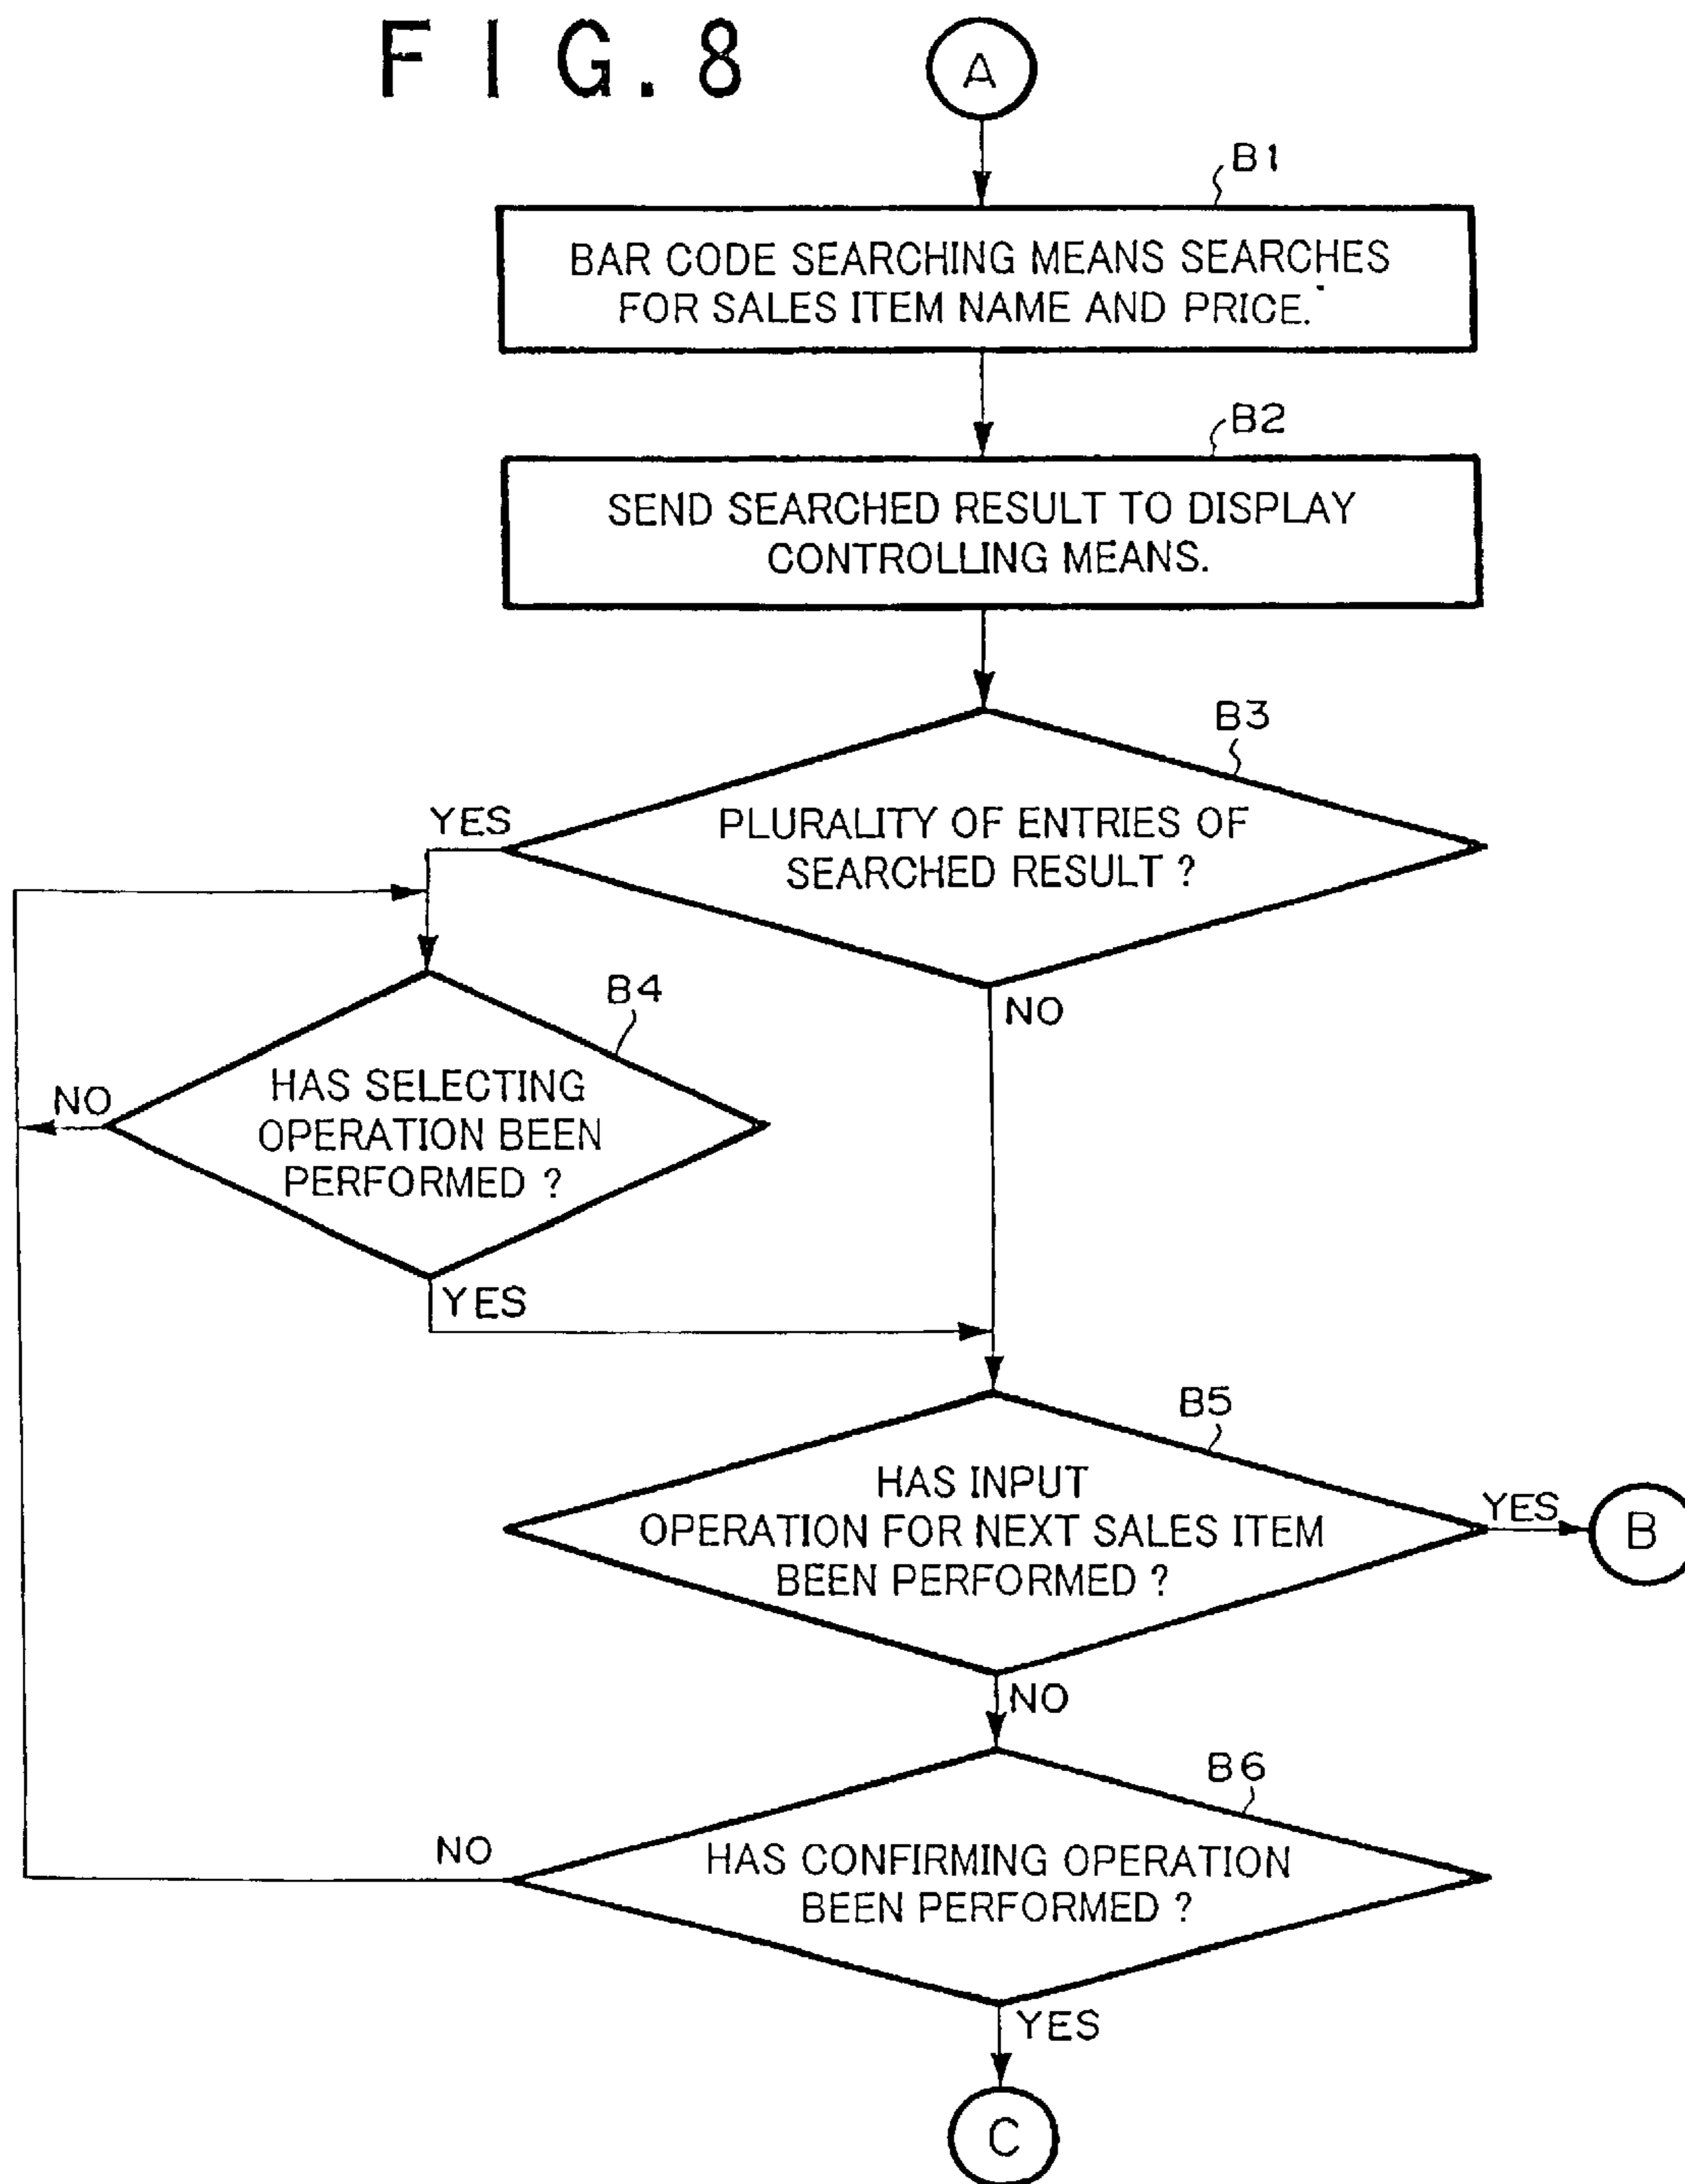 FIG. 8
A
B1
BAR CODE SEARCHING MEANS SEARCHES
FOR SALES ITEM NAME AND PRICE.
B2
SEND SEARCHED RESULT TO DISPLAY
CONTROLLING MEANS.
B3
YES
PLURALITY OF ENTRIES OF
SEARCHED RESULT ?
NO
B4
NO
HAS SELECTING
OPERATION BEEN
PERFORMED ?
YES
B5
HAS INPUT
OPERATION FOR NEXT SALES ITEM
BEEN PERFORMED ?
YES
B
NO
B6
NO
HAS CONFIRMING OPERATION
BEEN PERFORMED ?
YES
C